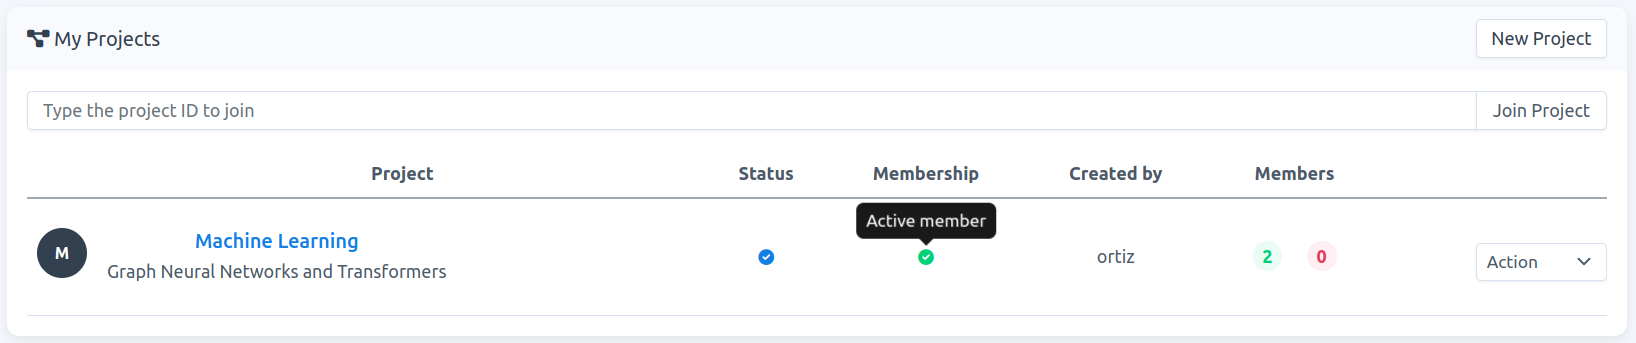 My Projects
New Project
Type the project ID to join
Join Project
Project Status Membership Created by Members
Active member
M
Machine Learning
Graph Neural Networks and Transformers
ortiz
2 0
Action